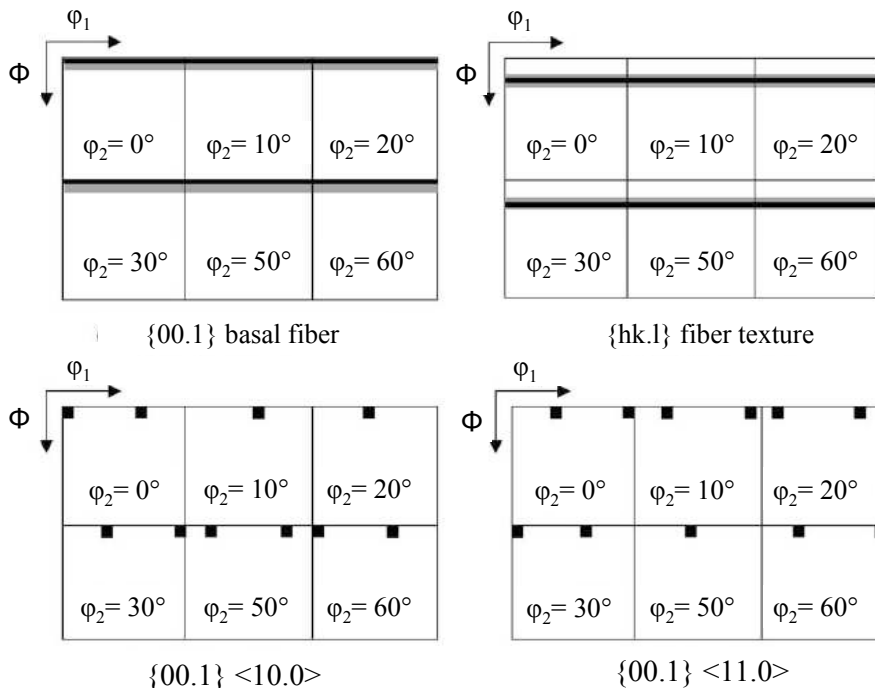 φ1
Φ
φ2= 0° φ2= 10° φ2= 20°
φ2= 30° φ2= 50° φ2= 60°
{00.1} basal fiber
φ1
Φ
φ2= 0° φ2= 10° φ2= 20°
φ2= 30° φ2= 50° φ2= 60°
{hk.l} fiber texture
φ1
Φ
φ2= 0° φ2= 10° φ2= 20°
φ2= 30° φ2= 50° φ2= 60°
{00.1} <10.0>
φ1
Φ
φ2= 0° φ2= 10° φ2= 20°
φ2= 30° φ2= 50° φ2= 60°
{00.1} <11.0>